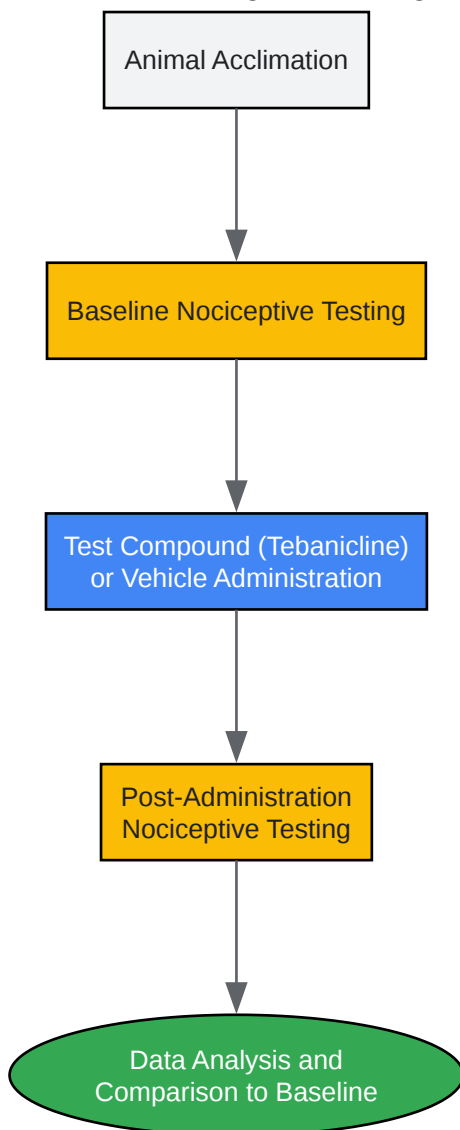 Animal Acclimation
Baseline Nociceptive Testing
Test Compound (Tebanicline)
or Vehicle Administration
Post-Administration
Nociceptive Testing
Data Analysis and
Comparison to Baseline